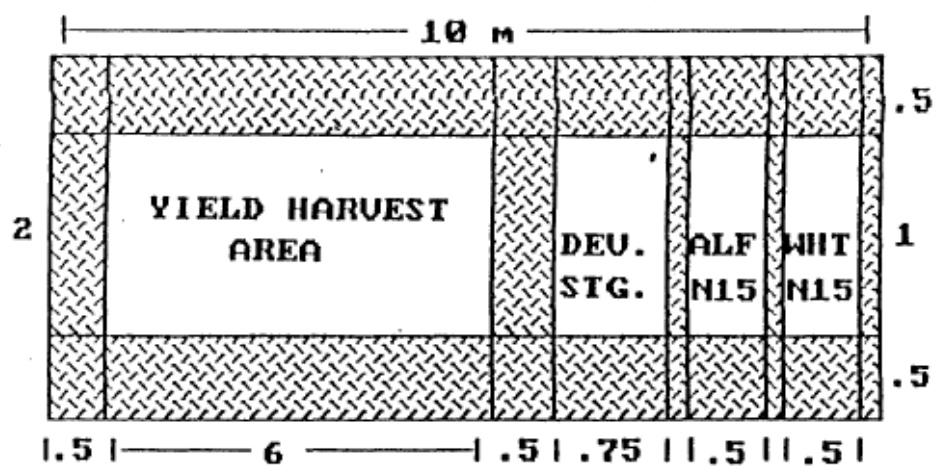 10 m
.5
YIELD HARVEST
AREA
2
DEV.
STG.
ALF
N15
WHT
N15
1
.5
.5 6 .5 .75 .5 .5